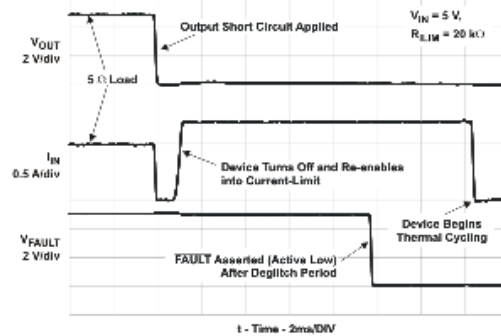 V_OUT
2 V/div
Output Short Circuit Applied
V_IN = 5 V,
R_ILIM = 20 kΩ
5 Ω Load
I_IN
0.5 A/div
Device Turns Off and Re-enables
into Current-Limit
V_FAULT
2 V/div
FAULT Asserted (Active Low)
After Deglitch Period
Device Begins
Thermal Cycling
t - Time - 2ms/DIV